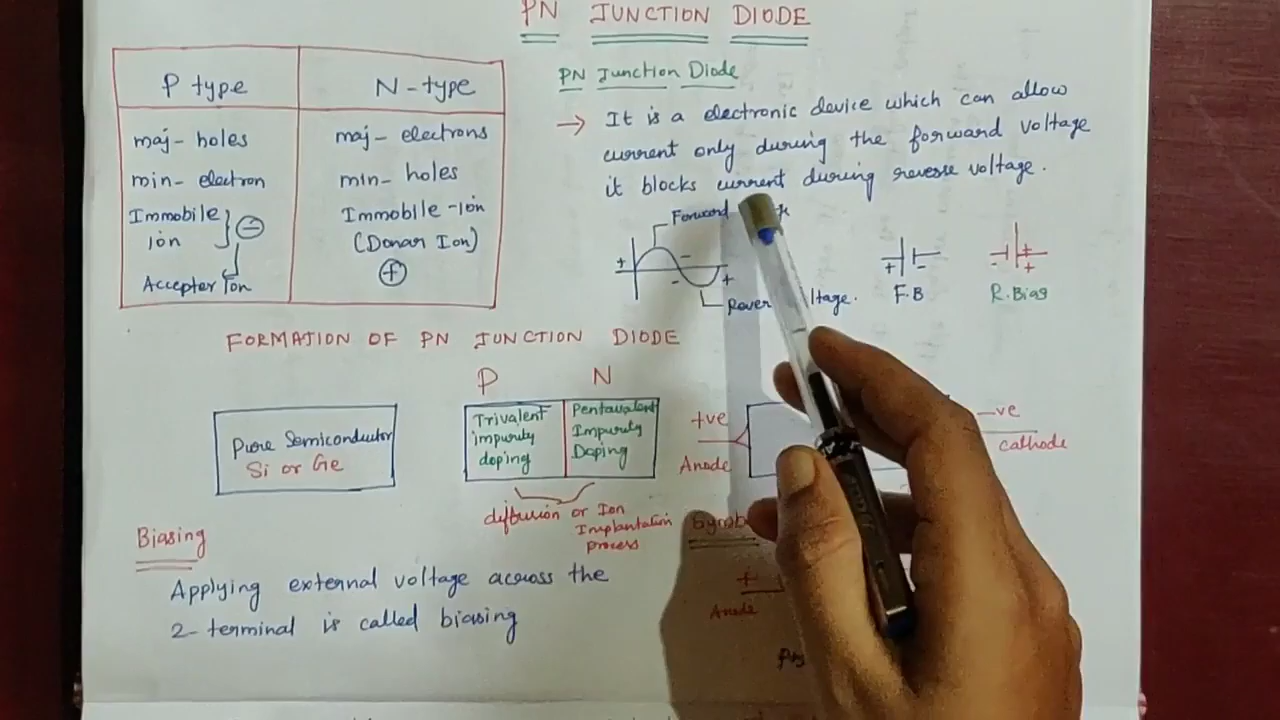 PN JUNCTION DIODE
P type
N-type
maj- holes
maj- electrons
min- electron
min- holes
Immobile
ion
-
Immobile -ion
(Donar Ion)
+
Accepter Ion
PN Junction Diode
→ It is a electronic device which can allow
current only during the forward voltage
it blocks current during reverse voltage.
Forward
+ -
- +
+ -
F.B
- + +
R.Bias
FORMATION OF PN JUNCTION DIODE
Pure Semiconductor
Si or Ge
P N
Trivalent
impurity
doping
Pentavalent
Impurity
Doping
diffusion or Ion
Implantation
process
+ve
Anode
-ve
cathode
Biasing
Applying external voltage across the
2-terminal is called biasing
+
Anode